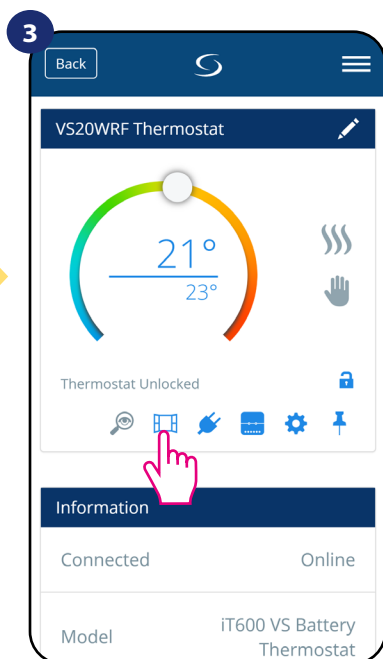 3
Back
VS20WRF Thermostat
21°
23°
Thermostat Unlocked
Information
Connected Online
Model iT600 VS Battery
Thermostat